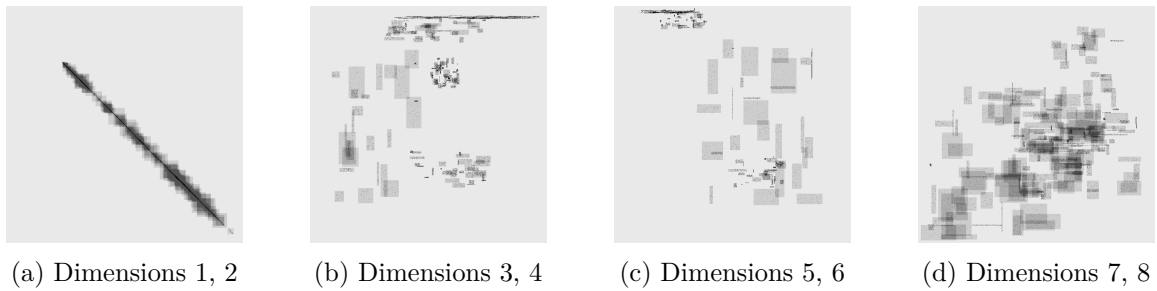 (a) Dimensions 1, 2
(b) Dimensions 3, 4
(c) Dimensions 5, 6
(d) Dimensions 7, 8